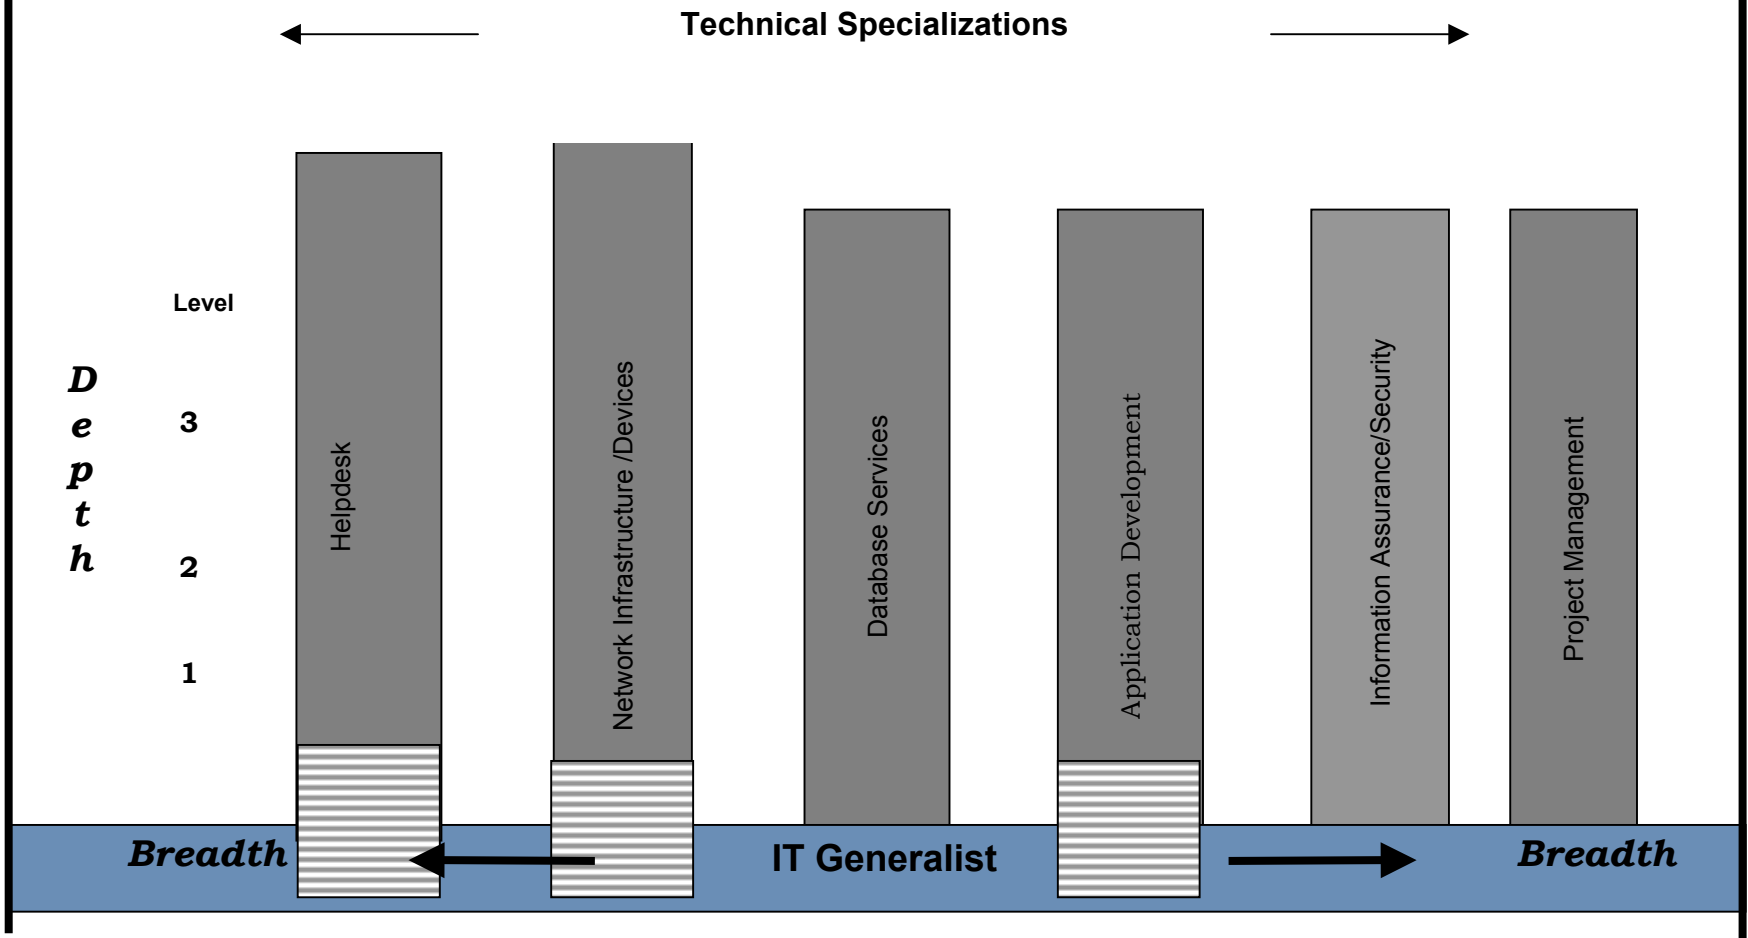 Technical Specializations
Level
Depth
3
2
1
Helpdesk
Network Infrastructure /Devices
Database Services
Application Development
Information Assurance/Security
Project Management
Breadth
IT Generalist
Breadth